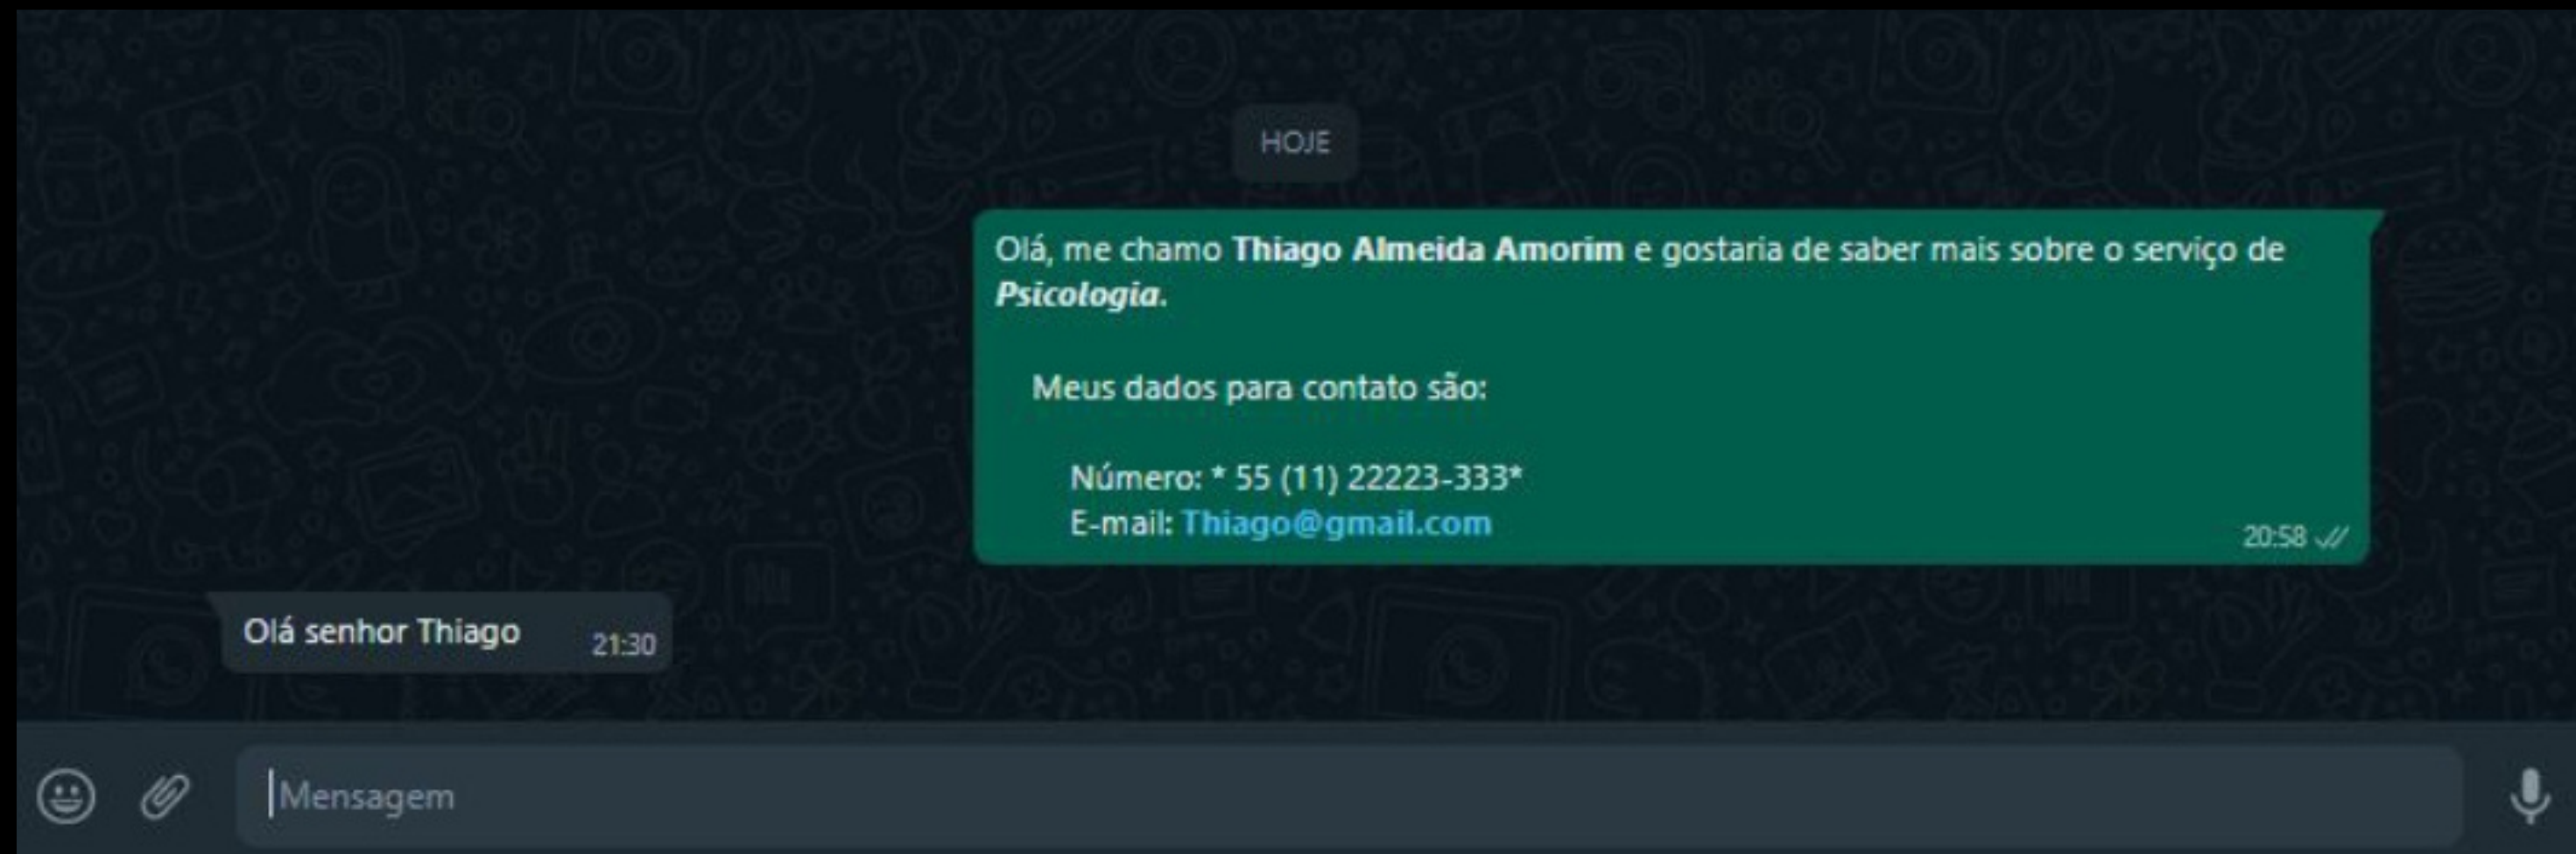 HOJE
Olá, me chamo Thiago Almeida Amorim e gostaria de saber mais sobre o serviço de
Psicologia.
Meus dados para contato são:
Número: * 55 (11) 22223-333*
E-mail: Thiago@gmail.com
20:58
Olá senhor Thiago
21:30
Mensagem